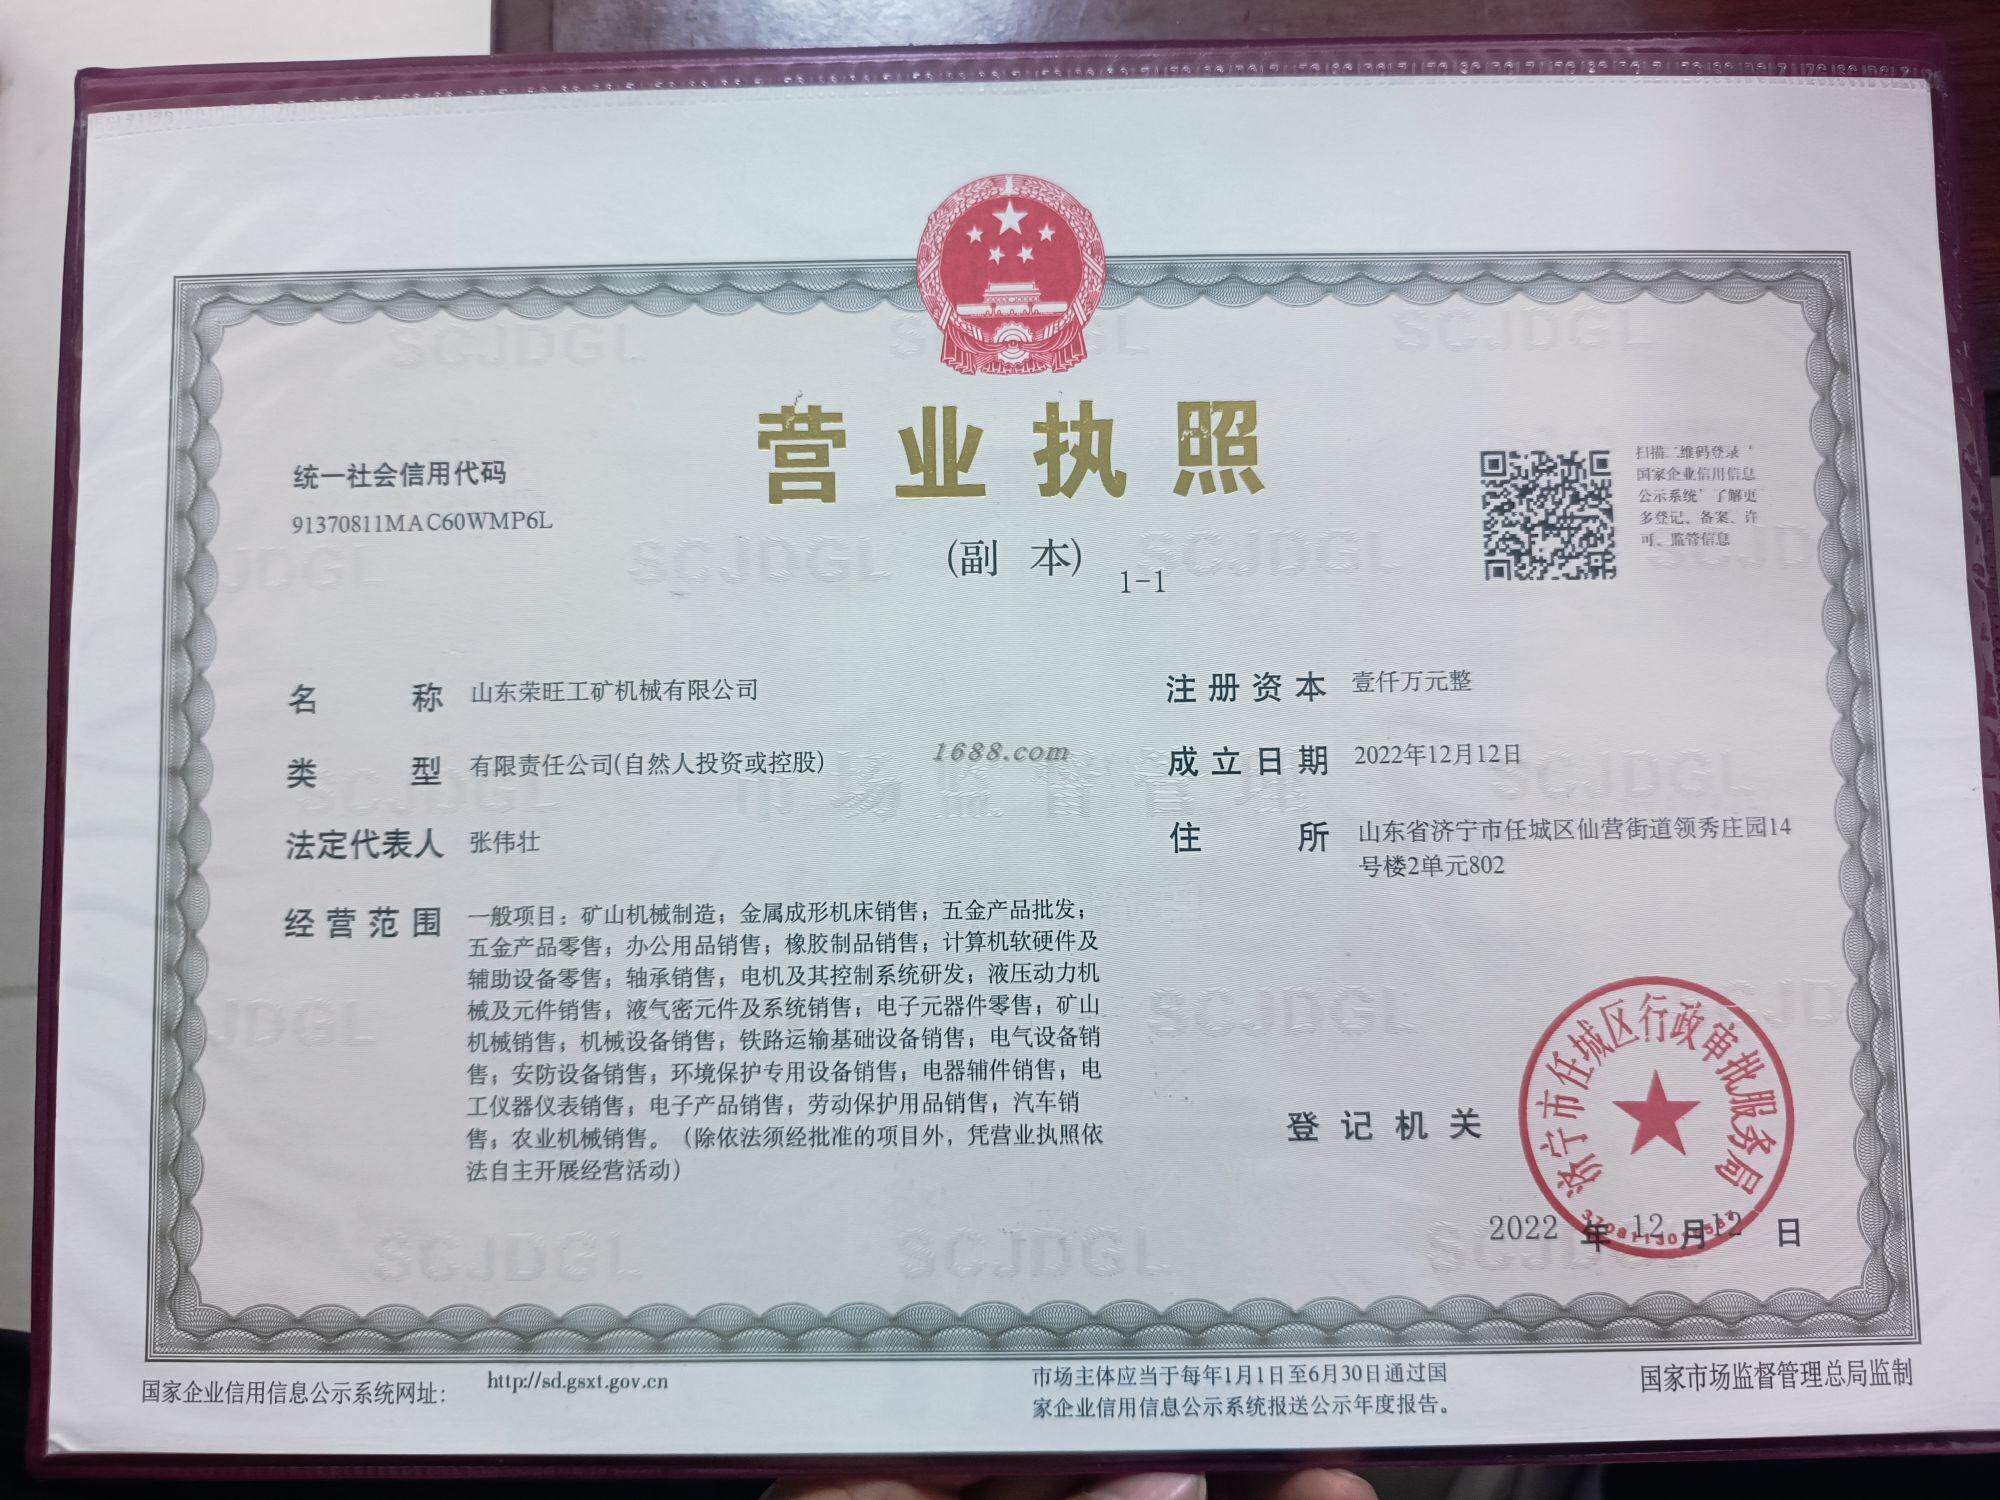 营业执照
(副 本) 1-1
统一社会信用代码
91370811MAC60WMP6L
扫描二维码登录'
国家企业信用信息
公示系统'了解更
多登记、备案、许
可、监管信息
名 称 山东荣旺工矿机械有限公司
类 型 有限责任公司(自然人投资或控股)
法定代表人 张伟壮
经营范围 一般项目：矿山机械制造；金属成形机床销售；五金产品批发；
五金产品零售；办公用品销售；橡胶制品销售；计算机软硬件及
辅助设备零售；轴承销售；电机及其控制系统研发；液压动力机
械及元件销售；液气密元件及系统销售；电子元器件零售；矿山
机械销售；机械设备销售；铁路运输基础设备销售；电气设备销
售；安防设备销售；环境保护专用设备销售；电器辅件销售；电
工仪器仪表销售；电子产品销售；劳动保护用品销售；汽车销
售；农业机械销售。（除依法须经批准的项目外，凭营业执照依
法自主开展经营活动）
1688.com
注册资本 壹仟万元整
成立日期 2022年12月12日
住 所 山东省济宁市任城区仙营街道领秀庄园14
号楼2单元802
登记机关
济宁市任城区行政审批服务局
2022 年 12 月 12 日
国家企业信用信息公示系统网址：
http://sd.gsxt.gov.cn
市场主体应当于每年1月1日至6月30日通过国
家企业信用信息公示系统报送公示年度报告。
国家市场监督管理总局监制